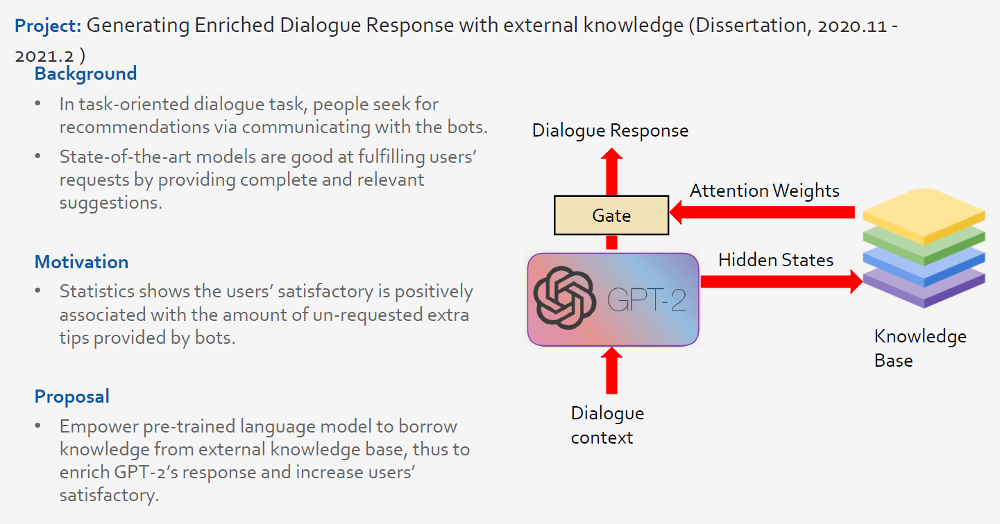 Project: Generating Enriched Dialogue Response with external knowledge (Dissertation, 2020.11 -
2021.2 )
Background
• In task-oriented dialogue task, people seek for
recommendations via communicating with the bots.
• State-of-the-art models are good at fulfilling users’
requests by providing complete and relevant
suggestions.
Motivation
• Statistics shows the users’ satisfactory is positively
associated with the amount of un-requested extra
tips provided by bots.
Proposal
• Empower pre-trained language model to borrow
knowledge from external knowledge base, thus to
enrich GPT-2’s response and increase users’
satisfactory.
Dialogue Response
Attention Weights
Gate
Hidden States
GPT-2
Knowledge
Base
Dialogue
context